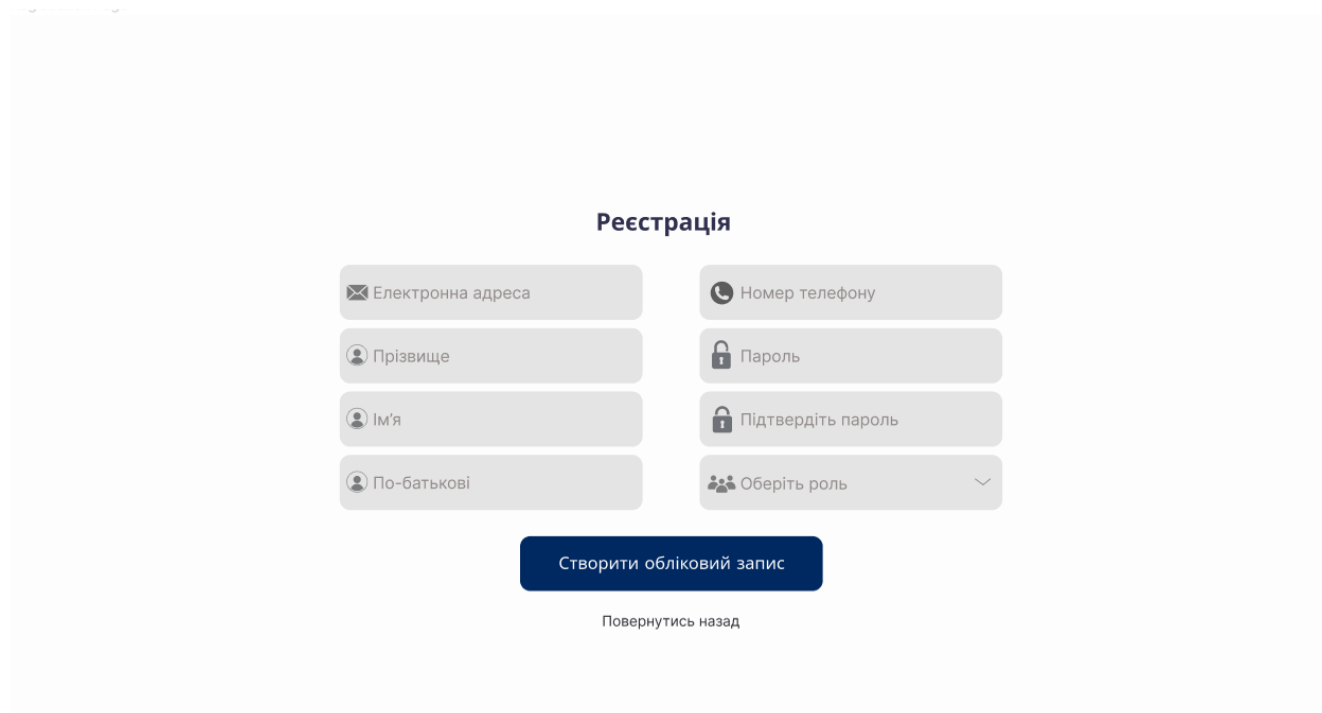 Реєстрація
Електронна адреса
Номер телефону
Прізвище
Пароль
Ім'я
Підтвердіть пароль
По-батькові
Оберіть роль
Створити обліковий запис
Повернутись назад